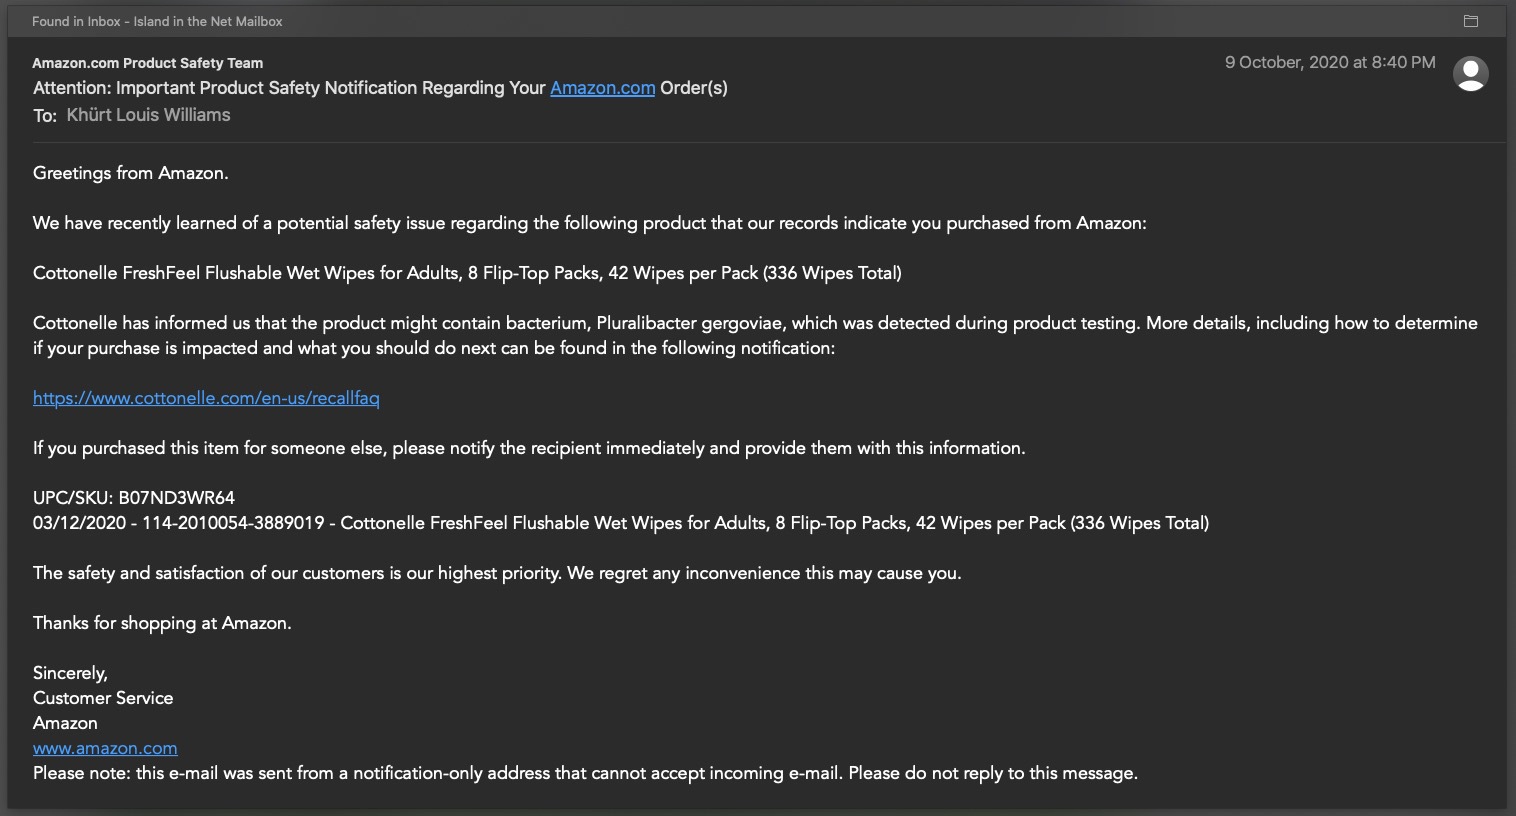 Found in Inbox - Island in the Net Mailbox
Amazon.com Product Safety Team
9 October, 2020 at 8:40 PM
Attention: Important Product Safety Notification Regarding Your Amazon.com Order(s)
To: Khürt Louis Williams
Greetings from Amazon.
We have recently learned of a potential safety issue regarding the following product that our records indicate you purchased from Amazon:
Cottonelle FreshFeel Flushable Wet Wipes for Adults, 8 Flip-Top Packs, 42 Wipes per Pack (336 Wipes Total)
Cottonelle has informed us that the product might contain bacterium, Pluralibacter gergoviae, which was detected during product testing. More details, including how to determine
if your purchase is impacted and what you should do next can be found in the following notification:
https://www.cottonelle.com/en-us/recallfaq
If you purchased this item for someone else, please notify the recipient immediately and provide them with this information.
UPC/SKU: B07ND3WR64
03/12/2020 - 114-2010054-3889019 - Cottonelle FreshFeel Flushable Wet Wipes for Adults, 8 Flip-Top Packs, 42 Wipes per Pack (336 Wipes Total)
The safety and satisfaction of our customers is our highest priority. We regret any inconvenience this may cause you.
Thanks for shopping at Amazon.
Sincerely,
Customer Service
Amazon
www.amazon.com
Please note: this e-mail was sent from a notification-only address that cannot accept incoming e-mail. Please do not reply to this message.